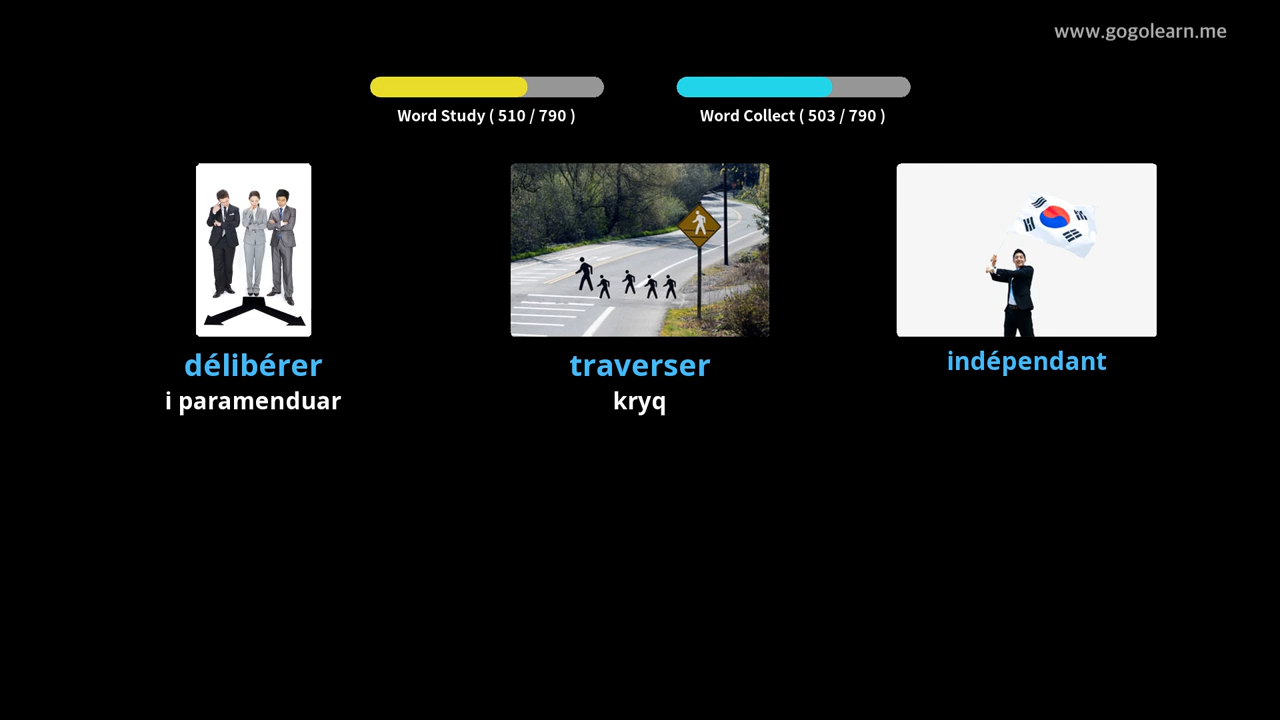 www.gogolearn.me
Word Study ( 510 / 790 )
Word Collect ( 503 / 790 )
délibérer
traverser
indépendant
i paramenduar
kryq